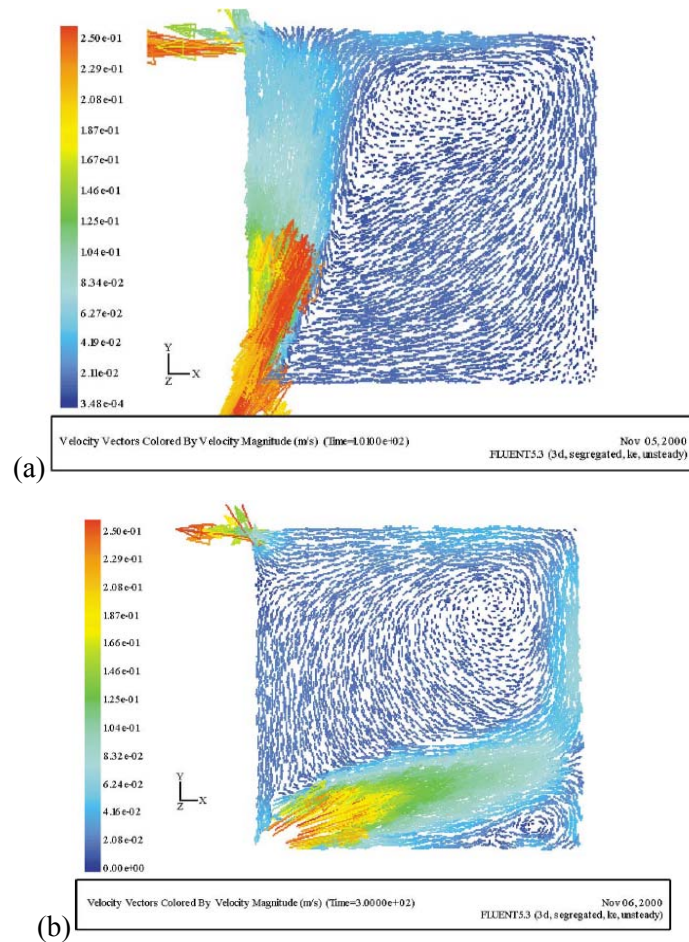 2.50e-01
2.29e-01
2.08e-01
1.87e-01
1.67e-01
1.46e-01
1.25e-01
1.04e-01
8.34e-02
6.27e-02
4.19e-02
2.11e-02
3.48e-04
Y
Z X
Velocity Vectors Colored By Velocity Magnitude (m/s) (Time=1.0100e+02) Nov 05, 2000
FLUENT 5.3 (3d, segregated, ke, unsteady)
(a)
2.50e-01
2.29e-01
2.08e-01
1.87e-01
1.66e-01
1.46e-01
1.25e-01
1.04e-01
8.32e-02
6.24e-02
4.16e-02
2.08e-02
0.00e+00
Y
Z X
Velocity Vectors Colored By Velocity Magnitude (m/s) (Time=3.0000e+02) Nov 06, 2000
FLUENT 5.3 (3d, segregated, ke, unsteady)
(b)